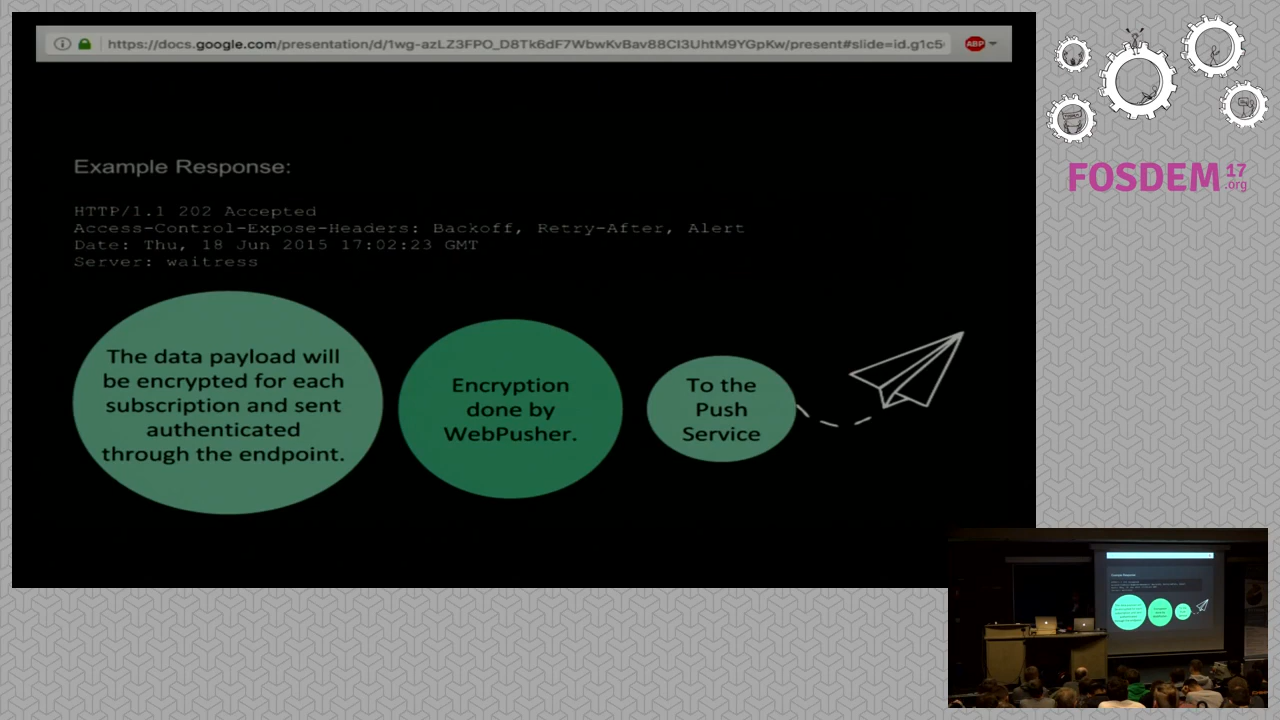 https://docs.google.com/presentation/d/1wg-azLZ3FPO_D8Tk6dF7WbwKvBav88CI3UhtM9YGpKw/present#slide=id.g1c5
ABP
Example Response:
HTTP/1.1 202 Accepted
Access-Control-Expose-Headers: Backoff, Retry-After, Alert
Date: Thu, 18 Jun 2015 17:02:23 GMT
Server: waitress
The data payload will
be encrypted for each
subscription and sent
authenticated
through the endpoint.
Encryption
done by
WebPusher.
To the
Push
Service
FOSDEM 17
.org